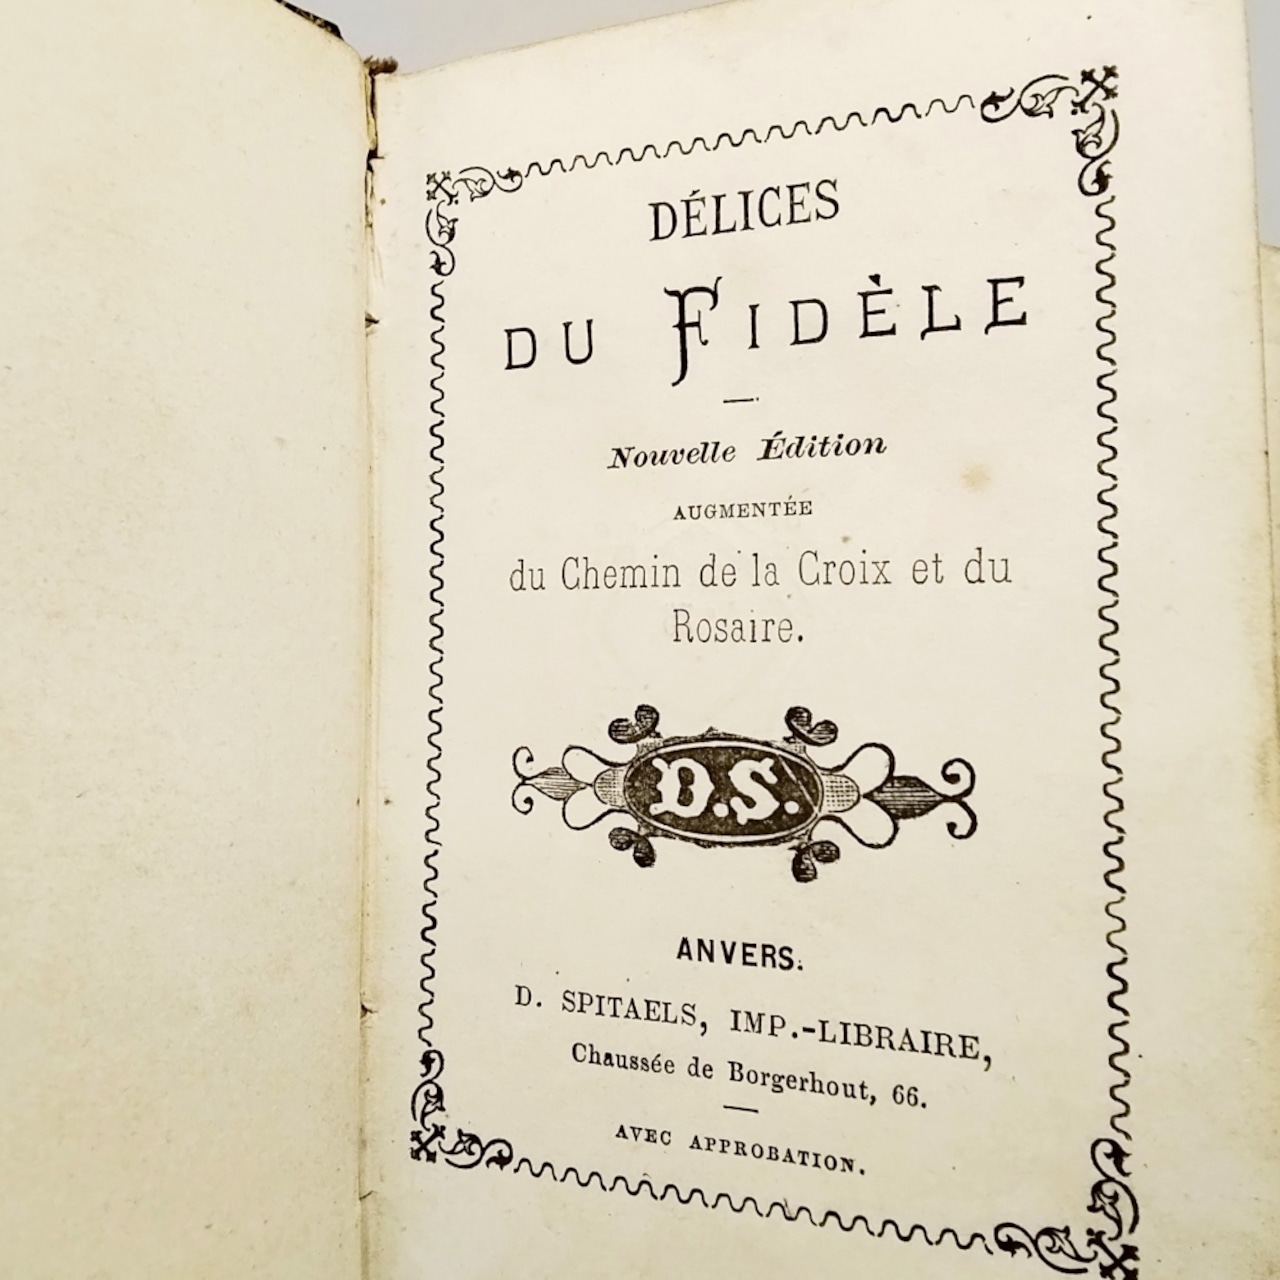 DÉLICES
DU FIDÈLE
Nouvelle Édition
AUGMENTÉE
du Chemin de la Croix et du
Rosaire.
D.S.
ANVERS.
D. SPITAELS, IMP.-LIBRAIRE,
Chaussée de Borgerhout, 66.
AVEC APPROBATION.